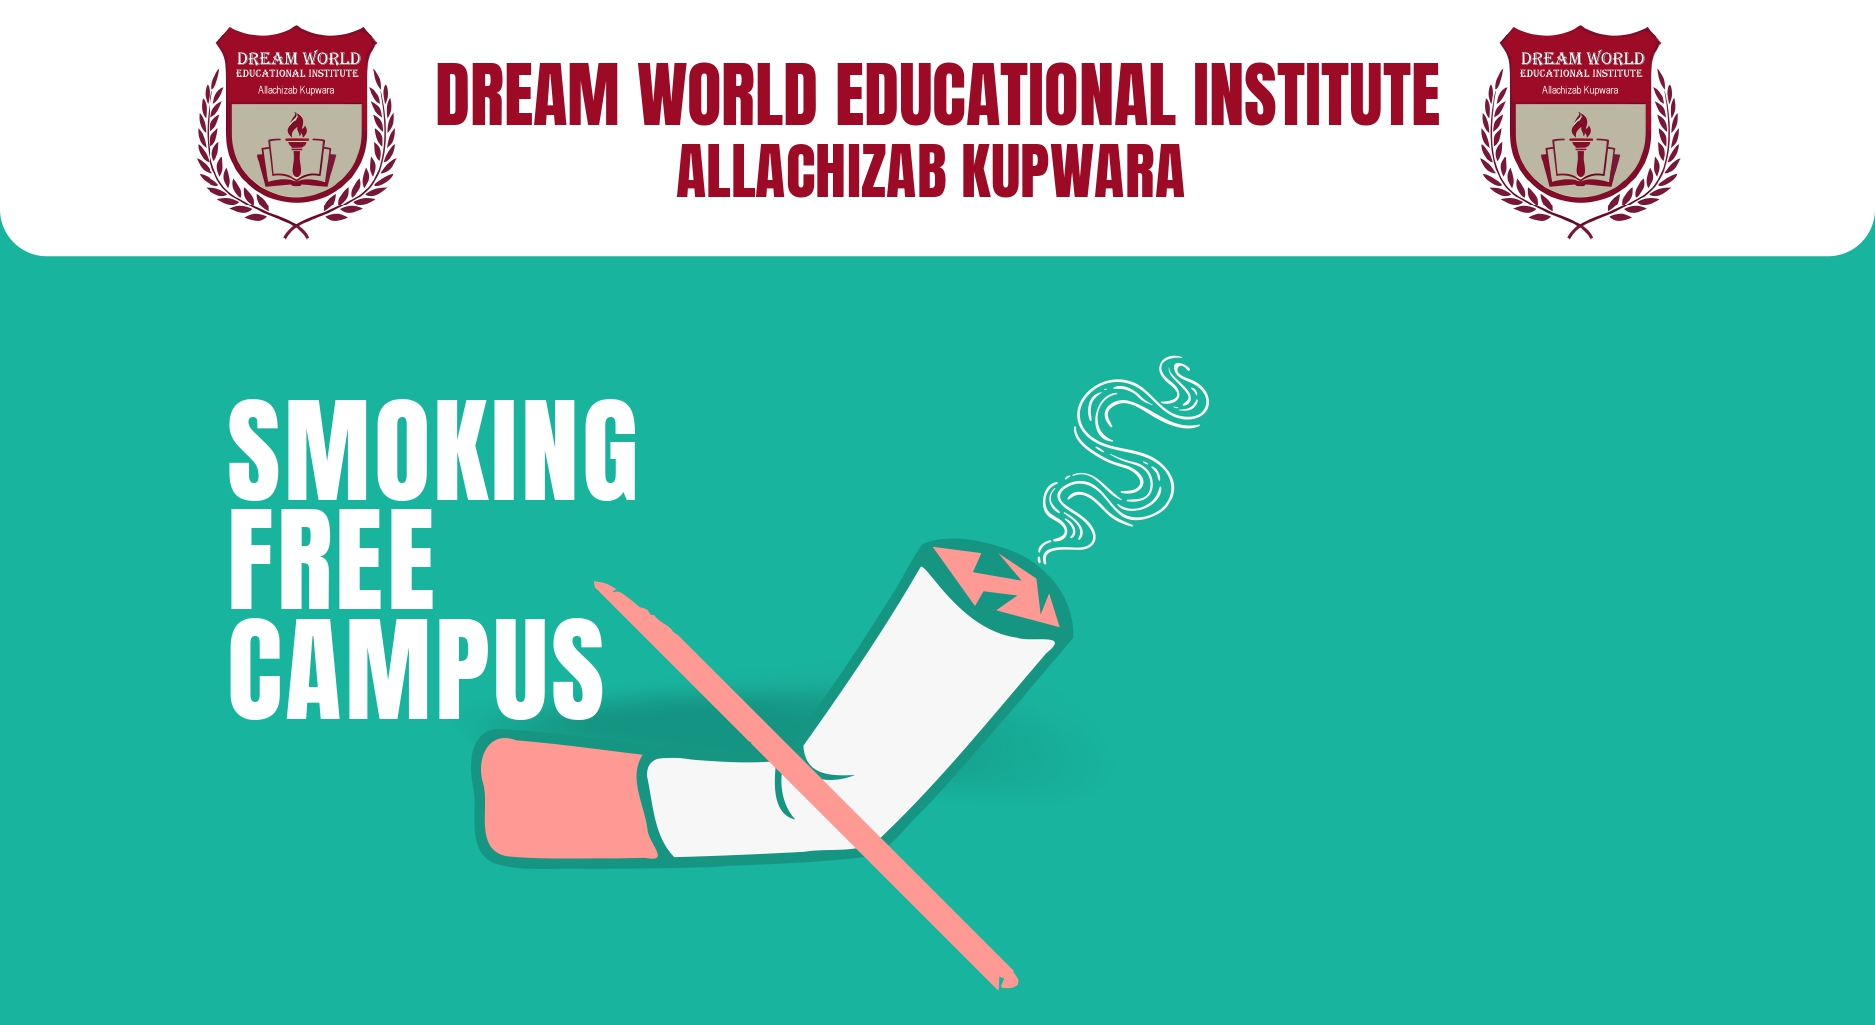 DREAM WORLD
EDUCATIONAL INSTITUTE
Allachizab Kupwara
DREAM WORLD EDUCATIONAL INSTITUTE
ALLACHIZAB KUPWARA
DREAM WORLD
EDUCATIONAL INSTITUTE
Allachizab Kupwara
SMOKING
FREE
CAMPUS